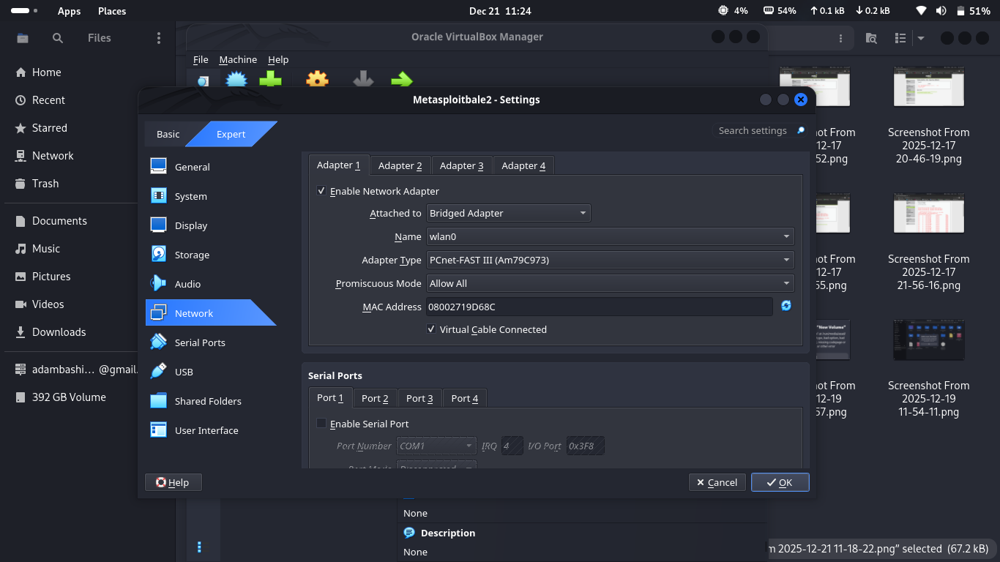 Apps Places Dec 21 11:24 4% 54% 0.1 kB 0.2 kB 51%
Files
Home
Recent
Starred
Network
Trash
Documents
Music
Pictures
Videos
Downloads
adambashi… @gmail.
392 GB Volume
Oracle VirtualBox Manager
File Machine Help
Metasploitbale2 - Settings
Basic Expert
Search settings
General
System
Display
Storage
Audio
Network
Serial Ports
USB
Shared Folders
User Interface
Adapter 1 Adapter 2 Adapter 3 Adapter 4
Enable Network Adapter
Attached to Bridged Adapter
Name wlan0
Adapter Type PCnet-FAST III (Am79C973)
Promiscuous Mode Allow All
MAC Address 08002719D68C
Virtual Cable Connected
Serial Ports
Port 1 Port 2 Port 3 Port 4
Enable Serial Port
Port Number COM1 IRQ 4 I/O Port 0x3F8
Port Mode Disconnected
Help Cancel OK
None
Description
None
ot From
12-17
52.png
Screenshot From
2025-12-17
20-46-19.png
ot From
12-17
55.png
Screenshot From
2025-12-17
21-56-16.png
"New Volume"
ot From
12-19
57.png
Screenshot From
2025-12-19
11-54-11.png
m 2025-12-21 11-18-22.png” selected (67.2 kB)